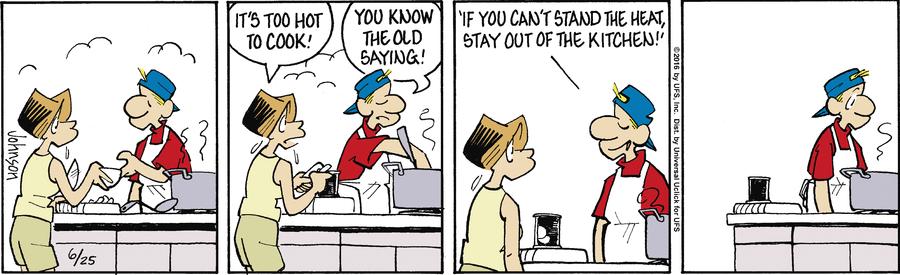 Johnson
6/25
IT'S TOO HOT
TO COOK!
YOU KNOW
THE OLD
SAYING!
'IF YOU CAN'T STAND THE HEAT,
STAY OUT OF THE KITCHEN!'
©2016 by UFS, Inc. Dist. by Universal Uclick for UFS